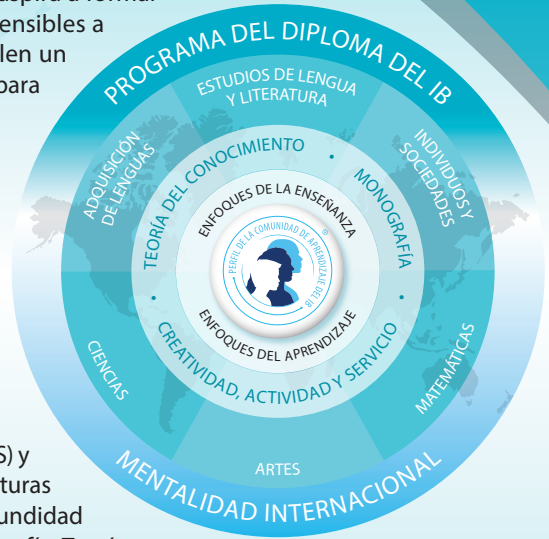 ensibles a
len un
para
PROGRAMA DEL DIPLOMA DEL IB
ESTUDIOS DE LENGUA
Y LITERATURA
ADQUISICIÓN
DE LENGUAS
INDIVIDUOS Y
SOCIEDADES
TEORÍA DEL CONOCIMIENTO
MONOGRAFÍA
ENFOQUES DE LA ENSEÑANZA
PERFIL DE LA COMUNIDAD DE APRENDIZAJE DEL IB
®
ENFOQUES DEL APRENDIZAJE
CREATIVIDAD, ACTIVIDAD Y SERVICIO
CIENCIAS
MATEMÁTICAS
ARTES
MENTALIDAD INTERNACIONAL
S) y
turas
undidad